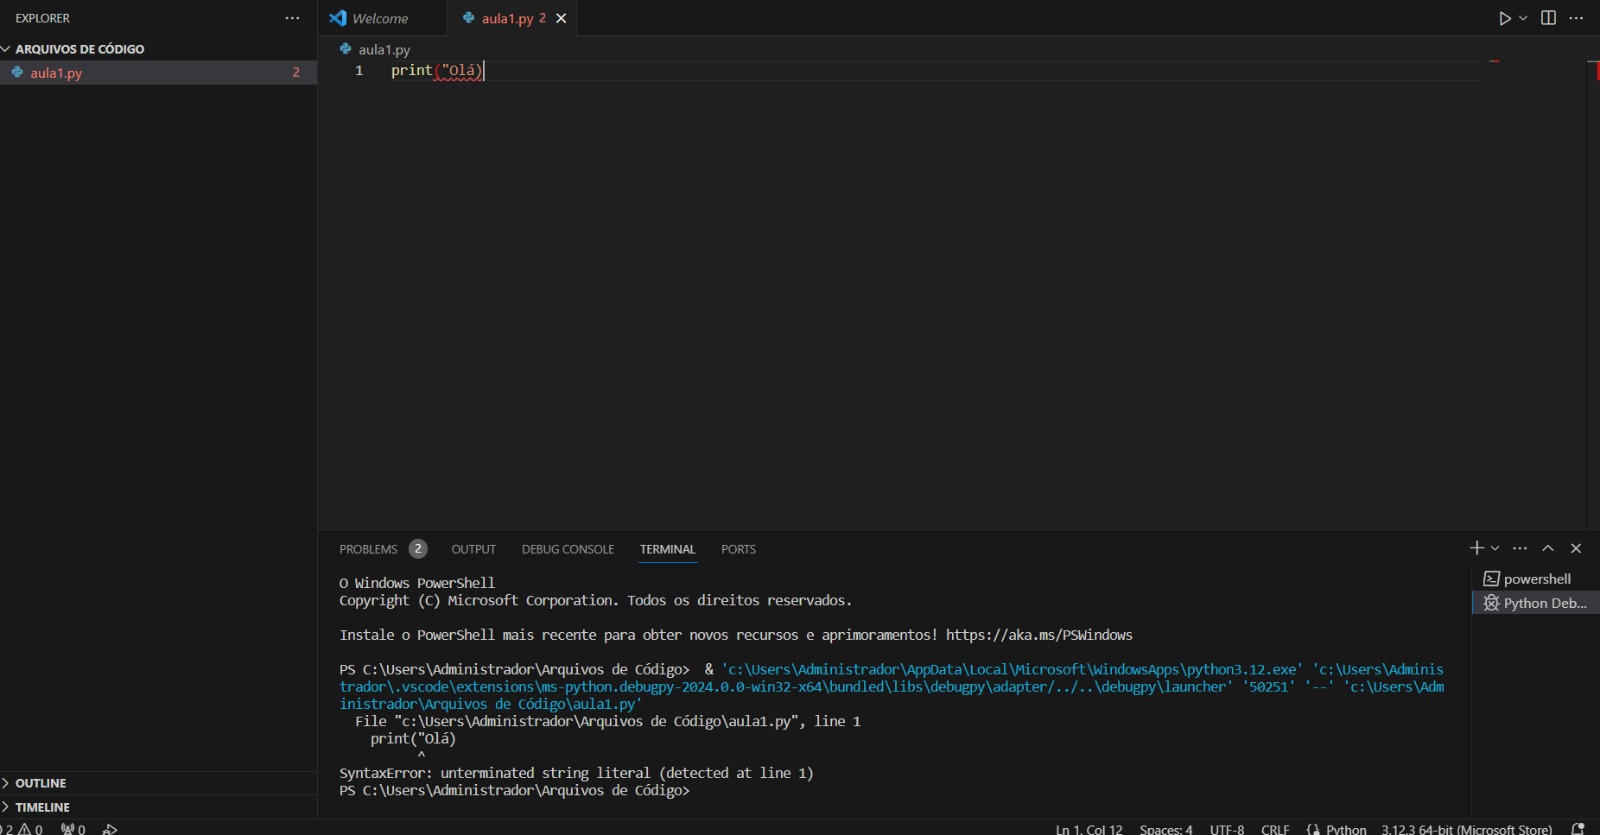 EXPLORER
ARQUIVOS DE CÓDIGO
aula1.py 2
Welcome
aula1.py 2
aula1.py
1 print("Olá)
PROBLEMS 2 OUTPUT DEBUG CONSOLE TERMINAL PORTS
O Windows PowerShell
Copyright (C) Microsoft Corporation. Todos os direitos reservados.
Instale o PowerShell mais recente para obter novos recursos e aprimoramentos! https://aka.ms/PSWindows
PS C:\Users\Administrador\Arquivos de Código>  & 'c:\Users\Administrador\AppData\Local\Microsoft\WindowsApps\python3.12.exe' 'c:\Users\Adminis
trador\.vscode\extensions\ms-python.debugpy-2024.0.0-win32-x64\bundled\libs\debugpy\adapter/../..\debugpy\launcher' '50251' '--' 'c:\Users\Adm
inistrador\Arquivos de Código\aula1.py'
File "c:\Users\Administrador\Arquivos de Código\aula1.py", line 1
print("Olá)
^
SyntaxError: unterminated string literal (detected at line 1)
PS C:\Users\Administrador\Arquivos de Código>
powershell
Python Deb...
OUTLINE
TIMELINE
2 0 0 Ln 1, Col 12 Spaces: 4 UTF-8 CRLF Python 3.12.3 64-bit (Microsoft Store)